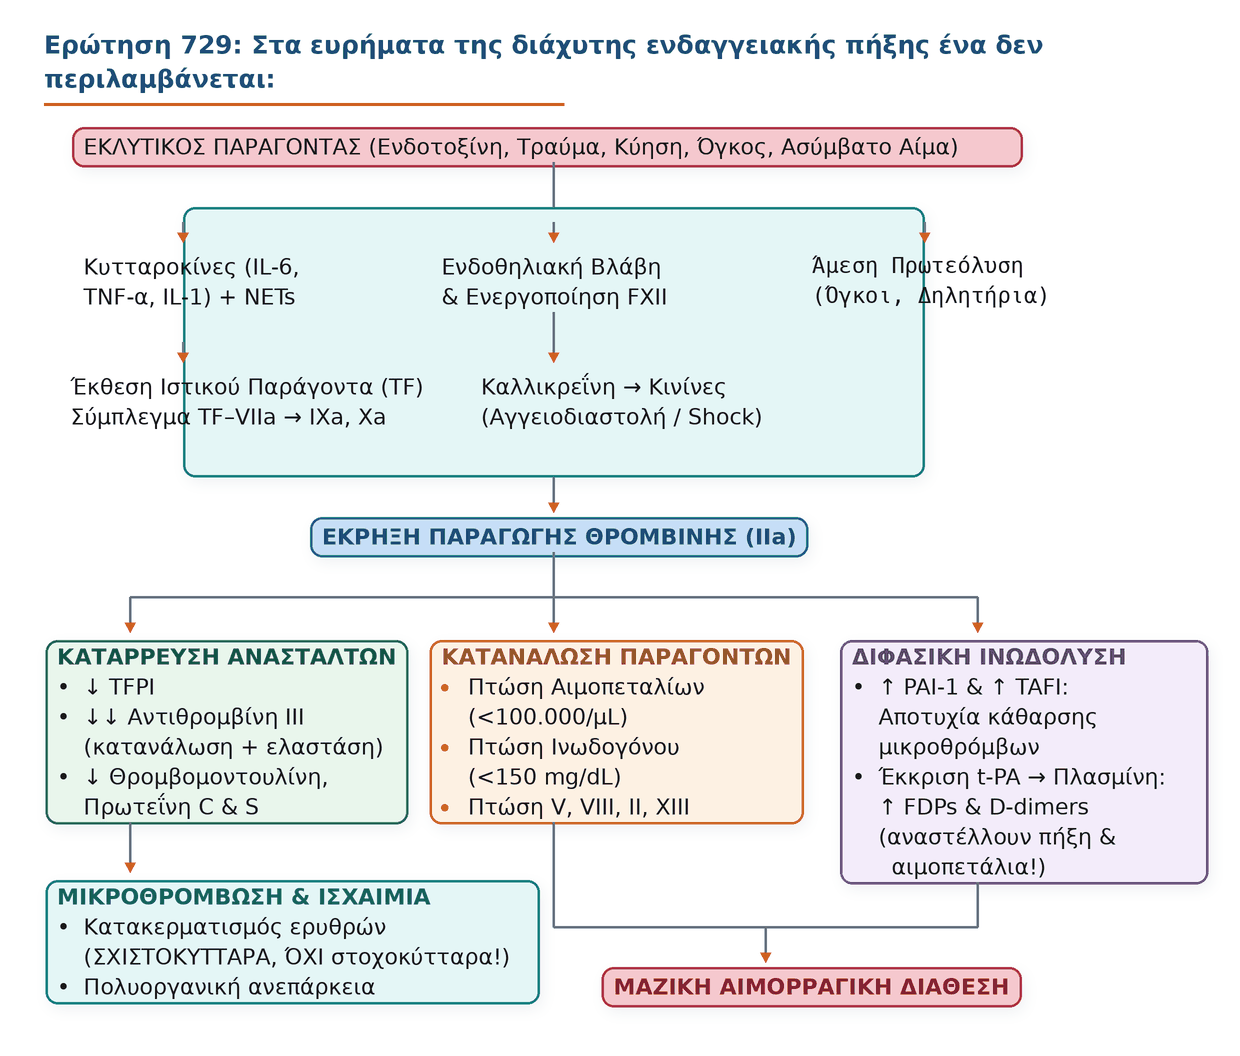 Ερώτηση 729: Στα ευρήματα της διάχυτης ενδαγγειακής πήξης ένα δεν
περιλαμβάνεται:
ΕΚΛΥΤΙΚΟΣ ΠΑΡΑΓΟΝΤΑΣ (Ενδοτοξίνη, Τραύμα, Κύηση, Όγκος, Ασύμβατο Αίμα)
Κυτταροκίνες (IL-6,
TNF-α, IL-1) + NETs
Ενδοθηλιακή Βλάβη
& Ενεργοποίηση FXII
Άμεση Πρωτεόλυση
(Όγκοι, Δηλητήρια)
Έκθεση Ιστικού Παράγοντα (TF)
Σύμπλεγμα TF–VIIa → IXa, Xa
Καλλικρεΐνη → Κινίνες
(Αγγειοδιαστολή / Shock)
ΕΚΡΗΞΗ ΠΑΡΑΓΩΓΗΣ ΘΡΟΜΒΙΝΗΣ (IIa)
ΚΑΤΑΡΡΕΥΣΗ ΑΝΑΣΤΑΛΤΩΝ
• ↓ TFPI
• ↓↓ Αντιθρομβίνη III
(κατανάλωση + ελαστάση)
• ↓ Θρομβομοντουλίνη,
Πρωτεΐνη C & S
ΚΑΤΑΝΑΛΩΣΗ ΠΑΡΑΓΟΝΤΩΝ
• Πτώση Αιμοπεταλίων
(<100.000/μL)
• Πτώση Ινωδογόνου
(<150 mg/dL)
• Πτώση V, VIII, II, XIII
ΔΙΦΑΣΙΚΗ ΙΝΩΔΟΛΥΣΗ
• ↑ PAI-1 & ↑ TAFI:
Αποτυχία κάθαρσης
μικροθρόμβων
• Έκκριση t-PA → Πλασμίνη:
↑ FDPs & D-dimers
(αναστέλλουν πήξη &
αιμοπετάλια!)
ΜΙΚΡΟΘΡΟΜΒΩΣΗ & ΙΣΧΑΙΜΙΑ
• Κατακερματισμός ερυθρών
(ΣΧΙΣΤΟΚΥΤΤΑΡΑ, ΌΧΙ στοχοκύτταρα!)
• Πολυοργανική ανεπάρκεια
ΜΑΖΙΚΗ ΑΙΜΟΡΡΑΓΙΚΗ ΔΙΑΘΕΣΗ